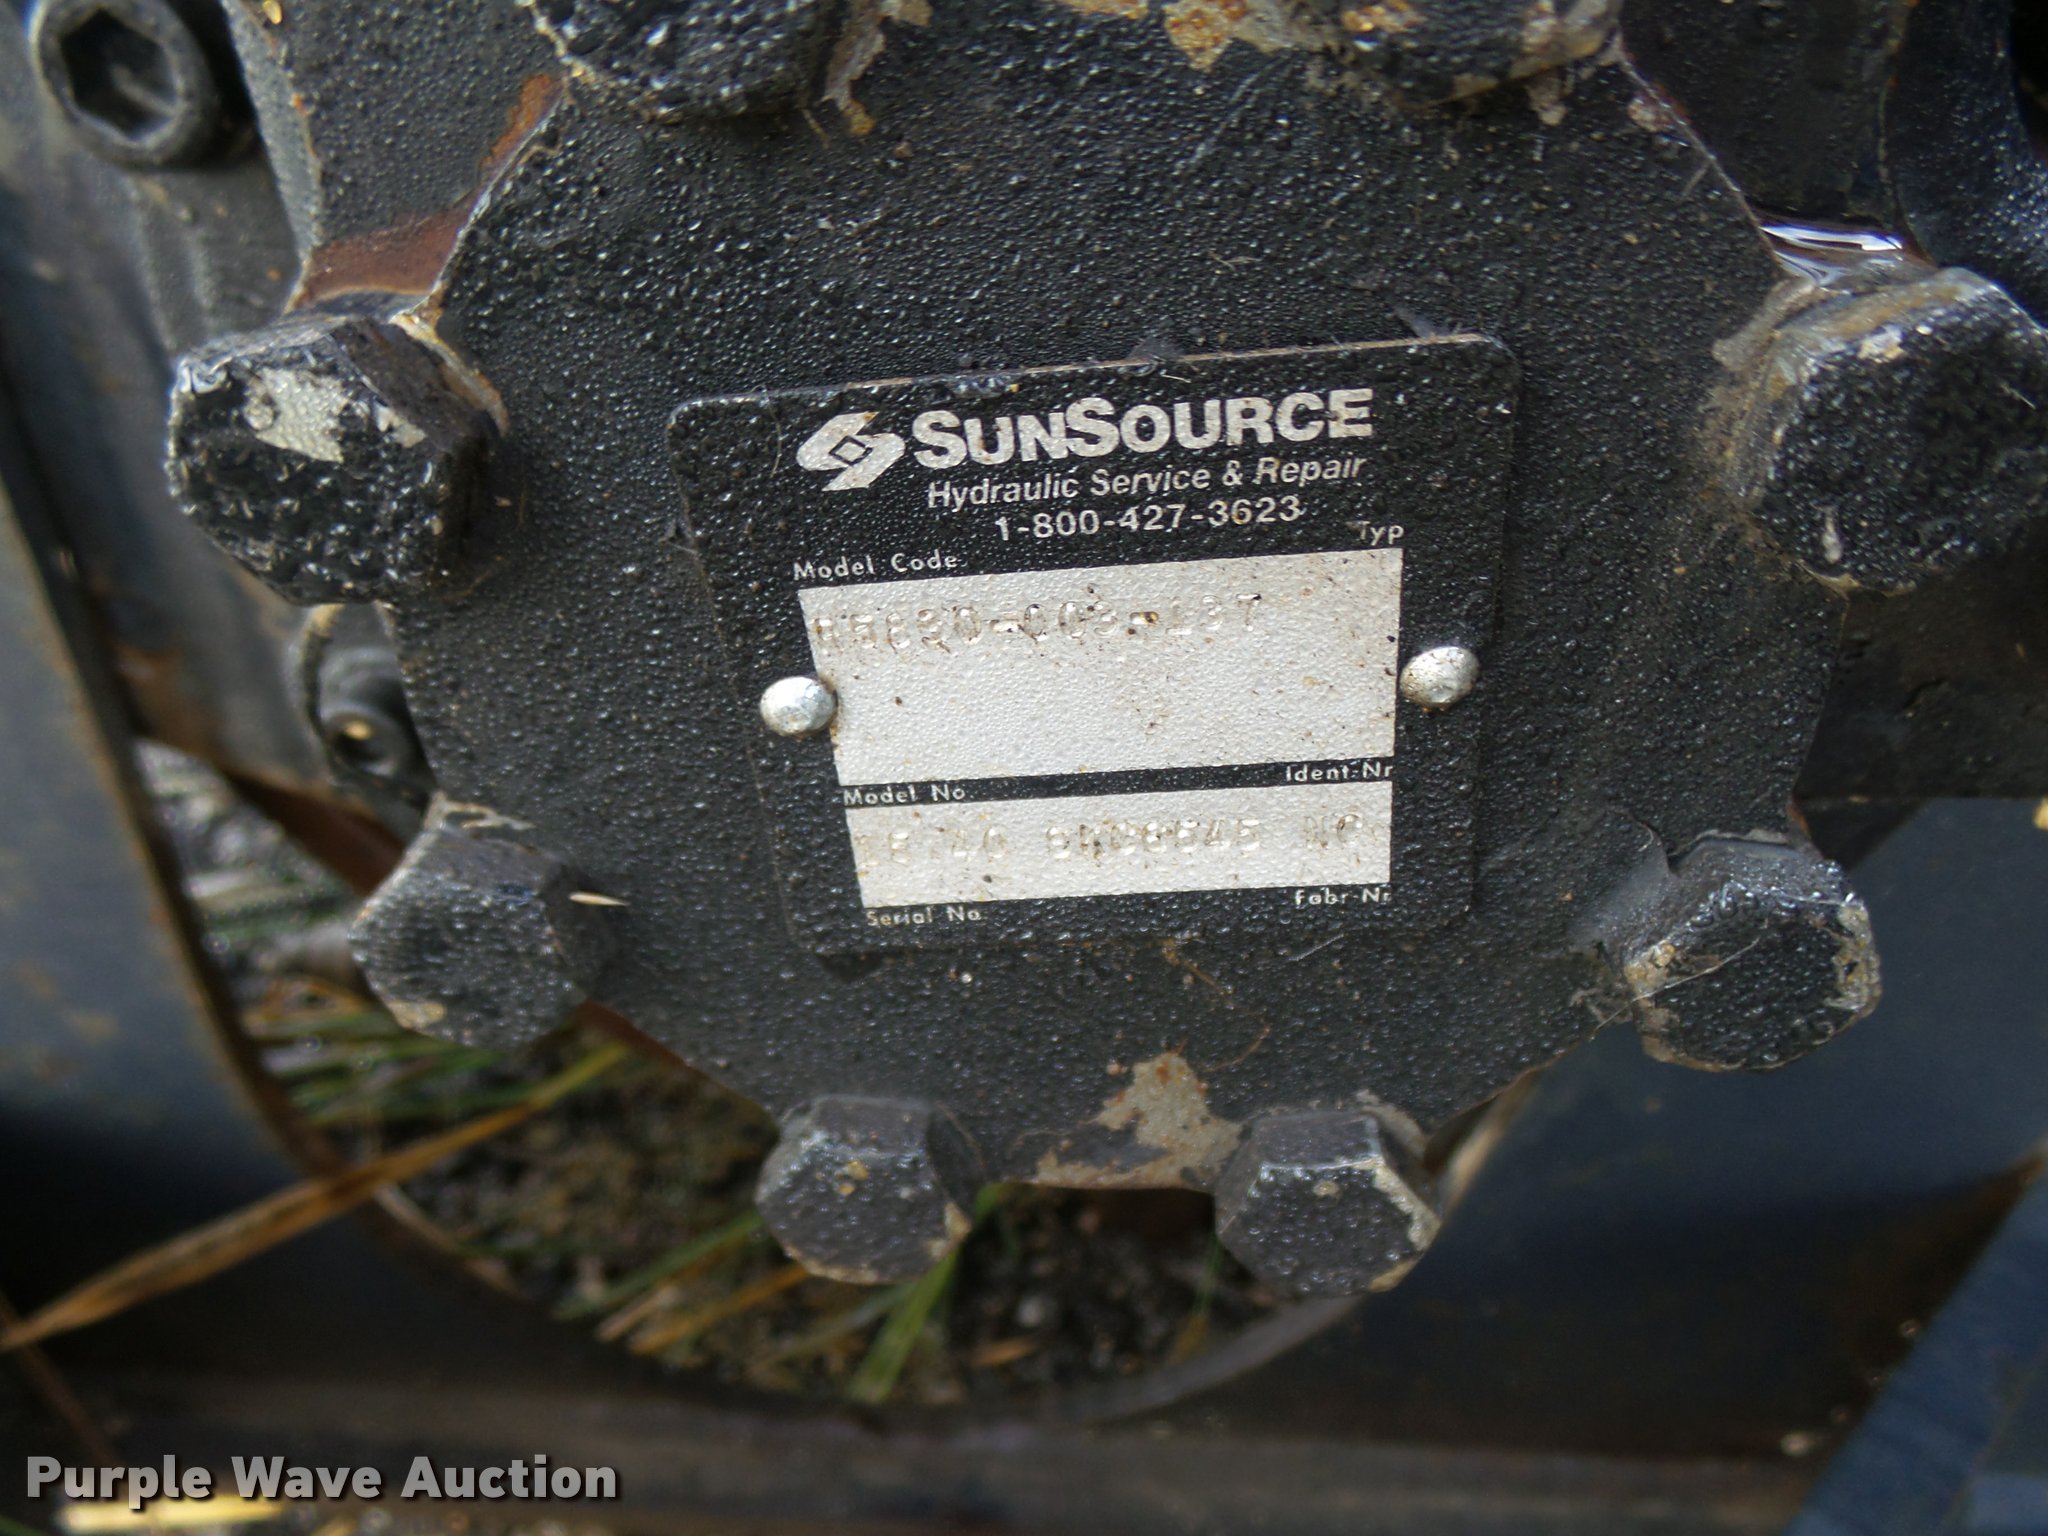 SUNSOURCE
Hydraulic Service & Repair
1-800-427-3623
Model Code Typ
Model No Ident-Nr
Serial No Fabr-Nr
Purple Wave Auction